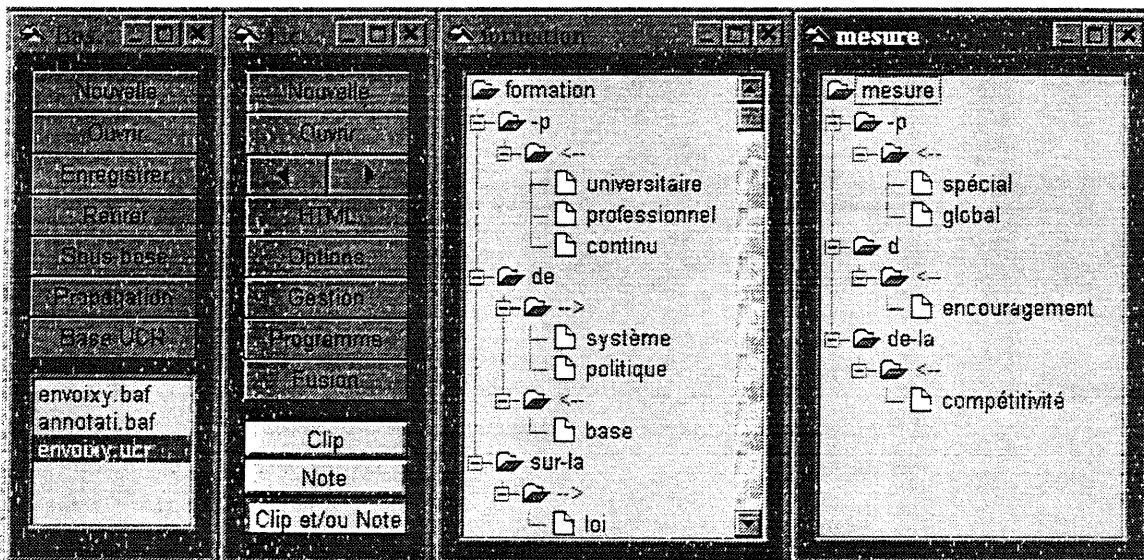 Bas
Nouvelle
Ouvrir
Enregistrer
Retirer
Sous-base
Propagation
Base UCR
envoixy.baf
annotati.baf
envoixy.ucr
Nouvelle
Ouvrir
HTML
Options
Gestion
Programme
Fusion
Clip
Note
Clip et/ou Note
formation
formation
-p
<--
universitaire
professionnel
continu
de
-->
système
politique
<--
base
sur-la
-->
loi
mesure
mesure
-p
<--
spécial
global
d
<--
encouragement
de-la
<--
compétitivité